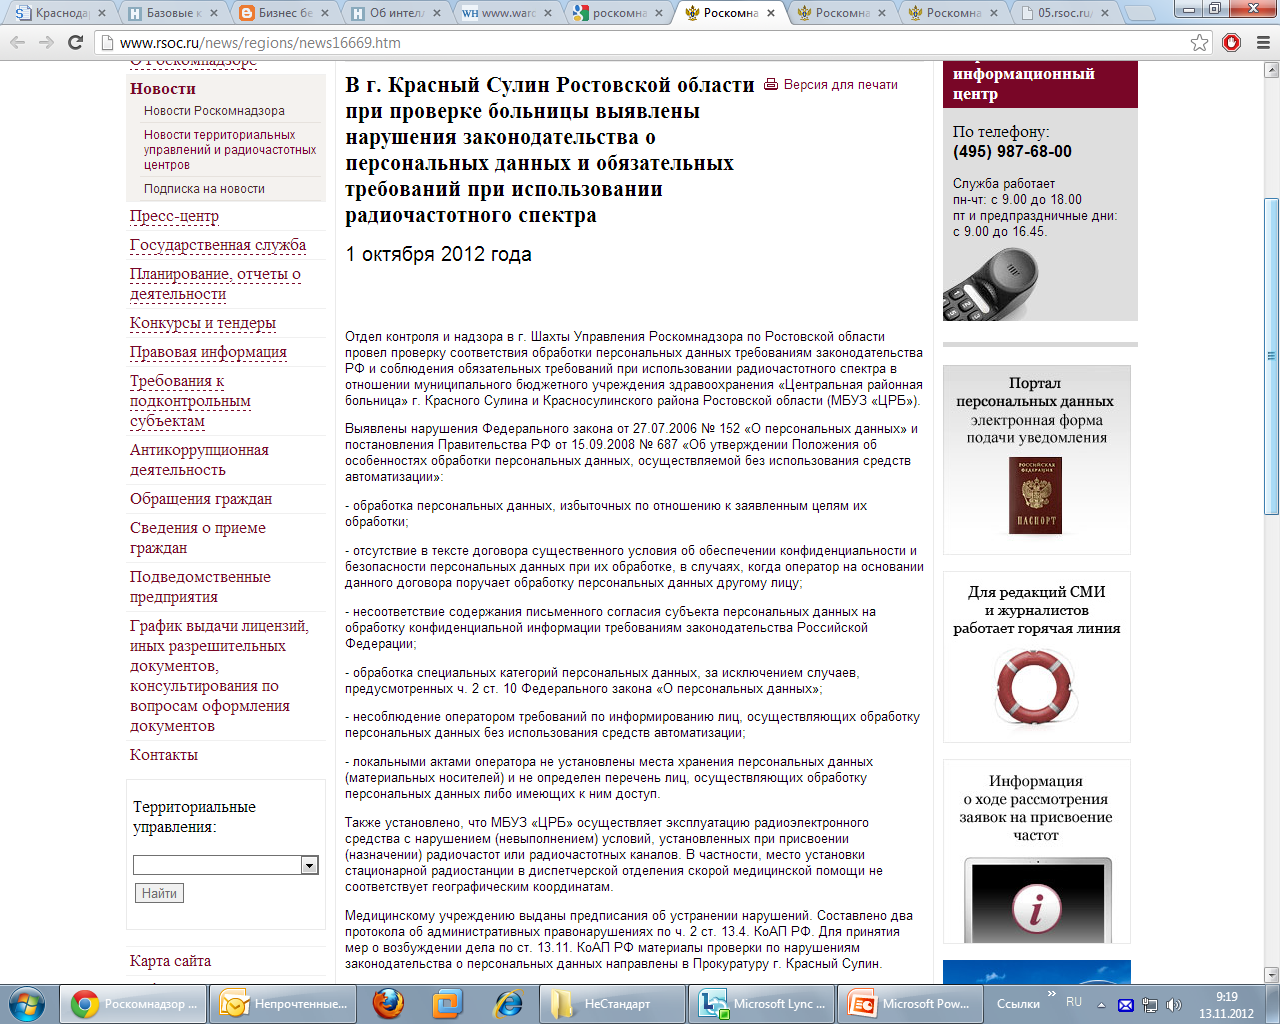 Краснодар
Базовые к
Бизнес бе
Об интел
www.ward
роскомна
Роскомна
Роскомна
Роскомна
05.rsoc.ru/
www.rsoc.ru/news/regions/news16669.htm
О Роскомнадзоре
Новости
Новости Роскомнадзора
Новости территориальных
управлений и радиочастотных
центров
Подписка на новости
Пресс-центр
Государственная служба
Планирование, отчеты о
деятельности
Конкурсы и тендеры
Правовая информация
Требования к
подконтрольным
субъектам
Антикоррупционная
деятельность
Обращения граждан
Сведения о приеме
граждан
Подведомственные
предприятия
График выдачи лицензий,
иных разрешительных
документов,
консультирования по
вопросам оформления
документов
Контакты
Территориальные
управления:
Найти
Карта сайта
В г. Красный Сулин Ростовской области
при проверке больницы выявлены
нарушения законодательства о
персональных данных и обязательных
требований при использовании
радиочастотного спектра
Версия для печати
1 октября 2012 года
Отдел контроля и надзора в г. Шахты Управления Роскомнадзора по Ростовской области
провел проверку соответствия обработки персональных данных требованиям законодательства
РФ и соблюдения обязательных требований при использовании радиочастотного спектра в
отношении муниципального бюджетного учреждения здравоохранения «Центральная районная
больница» г. Красного Сулина и Красносулинского района Ростовской области (МБУЗ «ЦРБ»).
Выявлены нарушения Федерального закона от 27.07.2006 № 152 «О персональных данных» и
постановления Правительства РФ от 15.09.2008 № 687 «Об утверждении Положения об
особенностях обработки персональных данных, осуществляемой без использования средств
автоматизации»:
- обработка персональных данных, избыточных по отношению к заявленным целям их
обработки;
- отсутствие в тексте договора существенного условия об обеспечении конфиденциальности и
безопасности персональных данных при их обработке, в случаях, когда оператор на основании
данного договора поручает обработку персональных данных другому лицу;
- несоответствие содержания письменного согласия субъекта персональных данных на
обработку конфиденциальной информации требованиям законодательства Российской
Федерации;
- обработка специальных категорий персональных данных, за исключением случаев,
предусмотренных ч. 2 ст. 10 Федерального закона «О персональных данных»;
- несоблюдение оператором требований по информированию лиц, осуществляющих обработку
персональных данных без использования средств автоматизации;
- локальными актами оператора не установлены места хранения персональных данных
(материальных носителей) и не определен перечень лиц, осуществляющих обработку
персональных данных либо имеющих к ним доступ.
Также установлено, что МБУЗ «ЦРБ» осуществляет эксплуатацию радиоэлектронного
средства с нарушением (невыполнением) условий, установленных при присвоении
(назначении) радиочастот или радиочастотных каналов. В частности, место установки
стационарной радиостанции в диспетчерской отделения скорой медицинской помощи не
соответствует географическим координатам.
Медицинскому учреждению выданы предписания об устранении нарушений. Составлено два
протокола об административных правонарушениях по ч. 2 ст. 13.4. КоАП РФ. Для принятия
мер о возбуждении дела по ст. 13.11. КоАП РФ материалы проверки по нарушениям
законодательства о персональных данных направлены в Прокуратуру г. Красный Сулин.
информационный
центр
По телефону:
(495) 987-68-00
Служба работает
пн-чт: с 9.00 до 18.00
пт и предпраздничные дни:
с 9.00 до 16.45.
Портал
персональных данных
электронная форма
подачи уведомления
РОССИЙСКАЯ
ФЕДЕРАЦИЯ
ПАСПОРТ
Для редакций СМИ
и журналистов
работает горячая линия
Информация
о ходе рассмотрения
заявок на присвоение
частот
Роскомнадзор ...
Непрочтенные...
НеСтандарт
Microsoft Lync ...
Microsoft Pow...
Ссылки
RU
9:19
13.11.2012